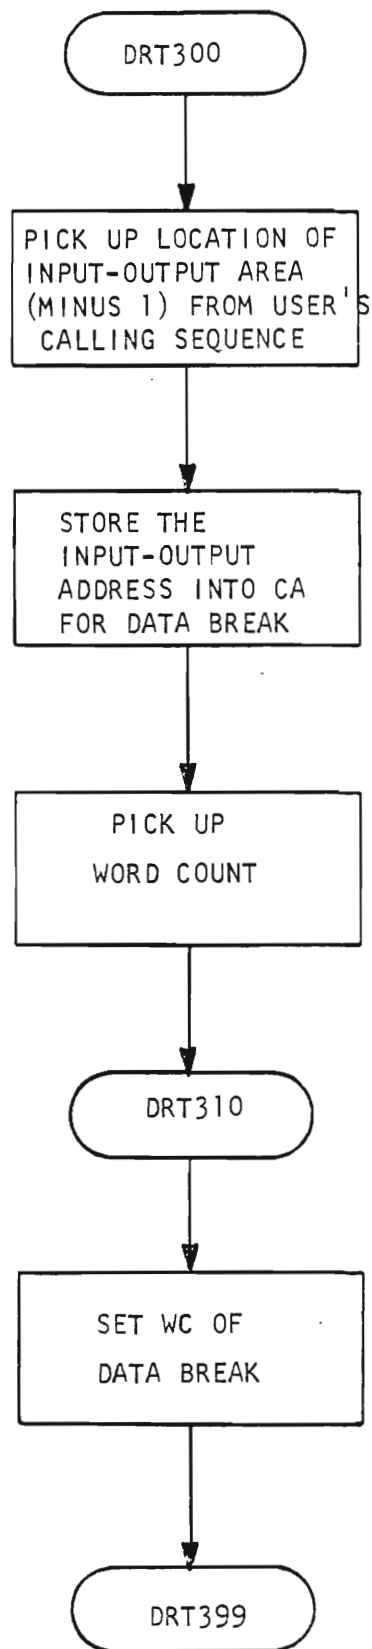 DRT300
PICK UP LOCATION OF
INPUT-OUTPUT AREA
(MINUS 1) FROM USER'S
CALLING SEQUENCE
STORE THE
INPUT-OUTPUT
ADDRESS INTO CA
FOR DATA BREAK
PICK UP
WORD COUNT
DRT310
SET WC OF
DATA BREAK
DRT399